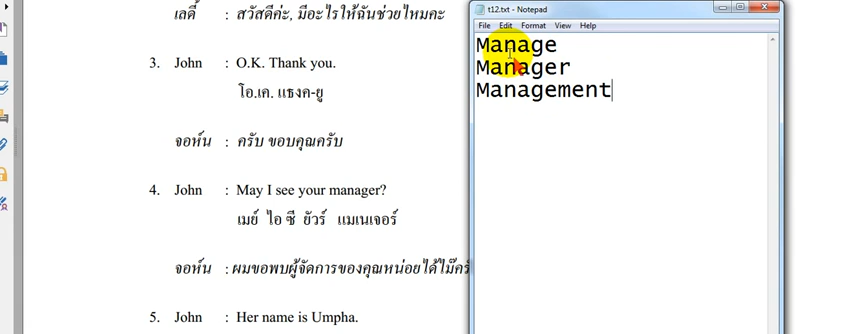 เลดี้ : สวัสดีค่ะ, มีอะไรให้ฉันช่วยไหมคะ
3. John : O.K. Thank you.
โอ.เค. แธงค-ยู
จอห์น : ครับ ขอบคุณครับ
4. John : May I see your manager?
เมย์ ไอ ซี ยัวร์ แมเนเจอร์
จอห์น : ผมขอพบผู้จัดการของคุณหน่อยได้ไม๊ครั
5. John : Her name is Umpha.
t12.txt - Notepad
File Edit Format View Help
Manage
Manager
Management